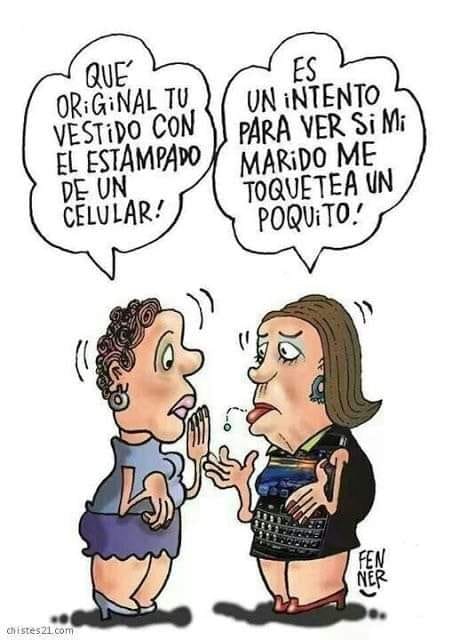 QUÉ
ORiGiNAL TU
VESTiDO CON
EL ESTAMPADO
DE UN
CELULAR!
ES
UN iNTENTO
PARA VER Si Mi
MARiDO ME
TOQUETEA UN
POQUiTO!
FEN
NER
chistes21.com